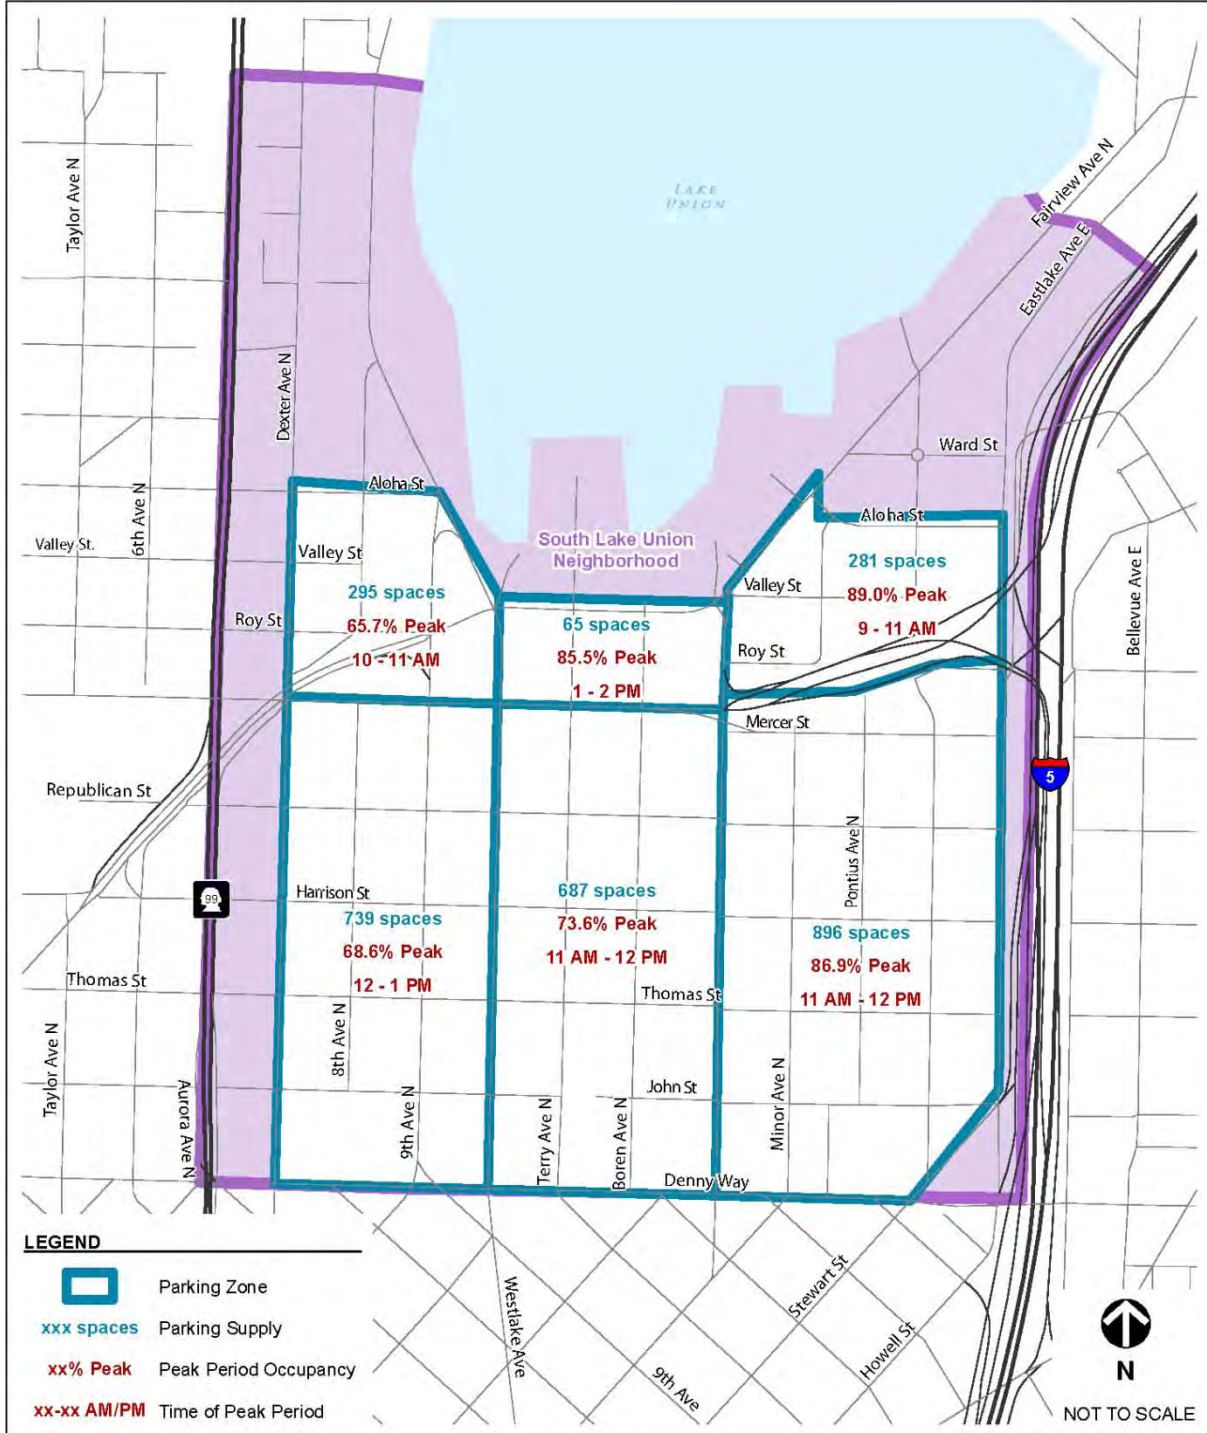 LAKE
UNION
Fairview Ave N
Taylor Ave N
Eastlake Ave E
Dexter Ave N
Ward St
Aloha St
Aloha St
6th Ave N
Valley St.
Valley St
South Lake Union
Neighborhood
281 spaces
89.0% Peak
9 - 11 AM
Valley St
Bellevue Ave E
295 spaces
65.7% Peak
10 - 11 AM
Roy St
65 spaces
85.5% Peak
1 - 2 PM
Roy St
Mercer St
5
Republican St
Pontius Ave N
Harrison St
99
739 spaces
68.6% Peak
12 - 1 PM
687 spaces
73.6% Peak
11 AM - 12 PM
896 spaces
86.9% Peak
11 AM - 12 PM
Thomas St
Thomas St
8th Ave N
Taylor Ave N
Aurora Ave N
John St
Minor Ave N
9th Ave N
Terry Ave N
Boren Ave N
Denny Way
LEGEND
Parking Zone
xxx spaces Parking Supply
xx% Peak Peak Period Occupancy
xx-xx AM/PM Time of Peak Period
Westlake Ave
Stewart St
Howell St
9th Ave
N
NOT TO SCALE